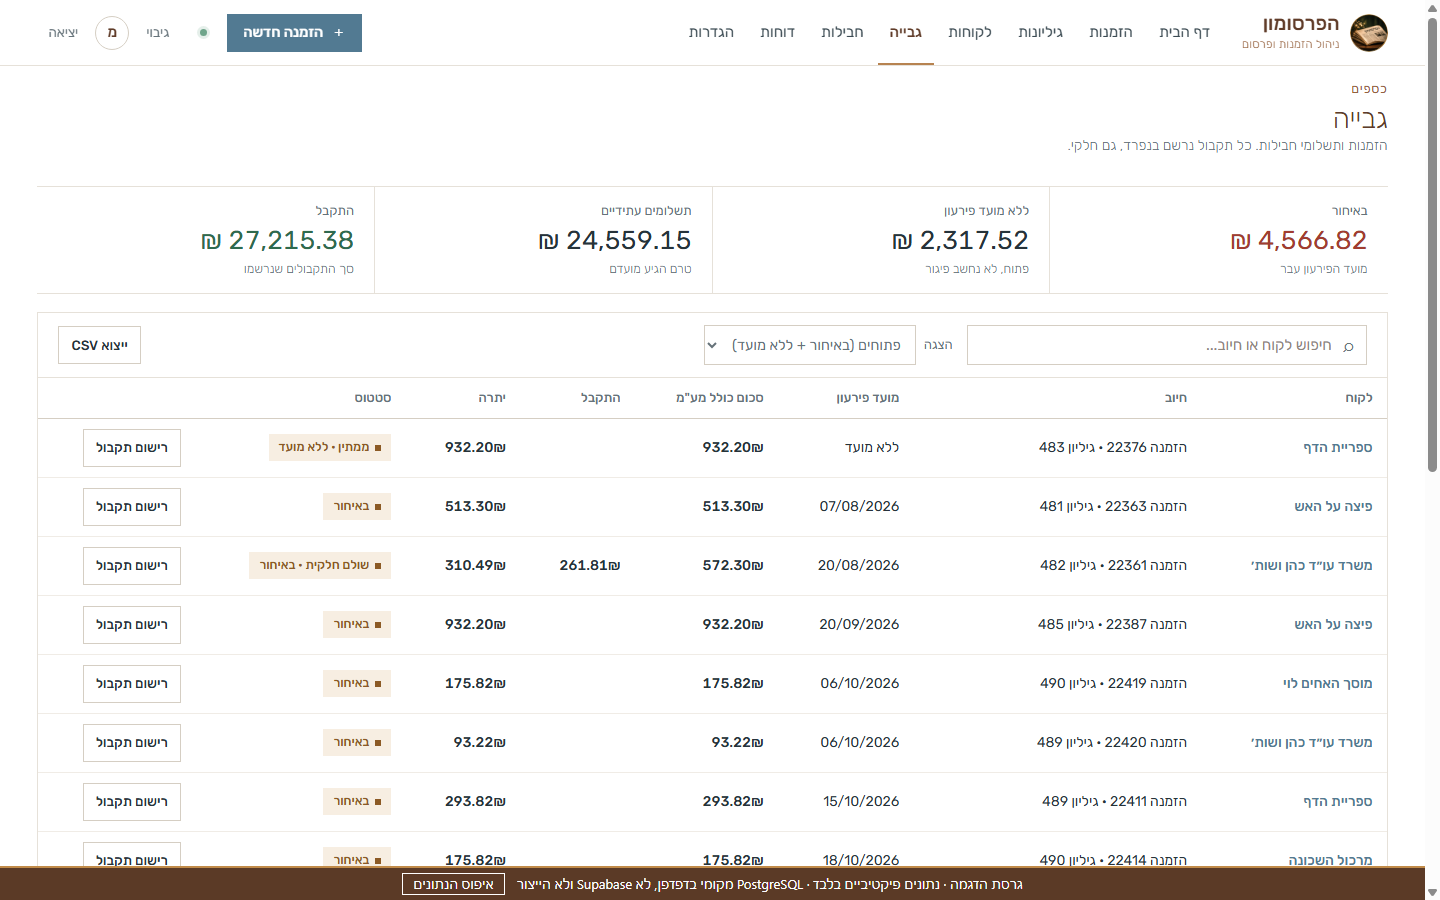 הפרסומון
ניהול הזמנות ופרסום
דף הבית
הזמנות
גיליונות
לקוחות
גבייה
חבילות
דוחות
הגדרות
+ הזמנה חדשה
גיבוי
מ
יציאה
כספים
גבייה
הזמנות ותשלומי חבילות. כל תקבול נרשם בנפרד, גם חלקי.
באיחור
4,566.82 ₪
מועד הפירעון עבר
ללא מועד פירעון
2,317.52 ₪
פתוח, לא נחשב פיגור
תשלומים עתידיים
24,559.15 ₪
טרם הגיע מועדם
התקבל
27,215.38 ₪
סך התקבולים שנרשמו
חיפוש לקוח או חיוב...
הצגה
פתוחים (באיחור + ללא מועד)
ייצוא CSV
לקוח חיוב מועד פירעון סכום כולל מע"מ התקבל יתרה סטטוס
ספריית הדף הזמנה 22376 · גיליון 483 ללא מועד ₪932.20 ₪932.20 ממתין · ללא מועד רישום תקבול
פיצה על האש הזמנה 22363 · גיליון 481 07/08/2026 ₪513.30 ₪513.30 באיחור רישום תקבול
משרד עו״ד כהן ושות׳ הזמנה 22361 · גיליון 482 20/08/2026 ₪572.30 ₪261.81 ₪310.49 שולם חלקית · באיחור רישום תקבול
פיצה על האש הזמנה 22387 · גיליון 485 20/09/2026 ₪932.20 ₪932.20 באיחור רישום תקבול
מוסך האחים לוי הזמנה 22419 · גיליון 490 06/10/2026 ₪175.82 ₪175.82 באיחור רישום תקבול
משרד עו״ד כהן ושות׳ הזמנה 22420 · גיליון 489 06/10/2026 ₪93.22 ₪93.22 באיחור רישום תקבול
ספריית הדף הזמנה 22411 · גיליון 489 15/10/2026 ₪293.82 ₪293.82 באיחור רישום תקבול
מרכול השכונה הזמנה 22414 · גיליון 490 18/10/2026 ₪175.82 ₪175.82 באיחור רישום תקבול
גרסת הדגמה · נתונים פיקטיביים בלבד · PostgreSQL מקומי בדפדפן, לא Supabase ולא הייצור
איפוס הנתונים